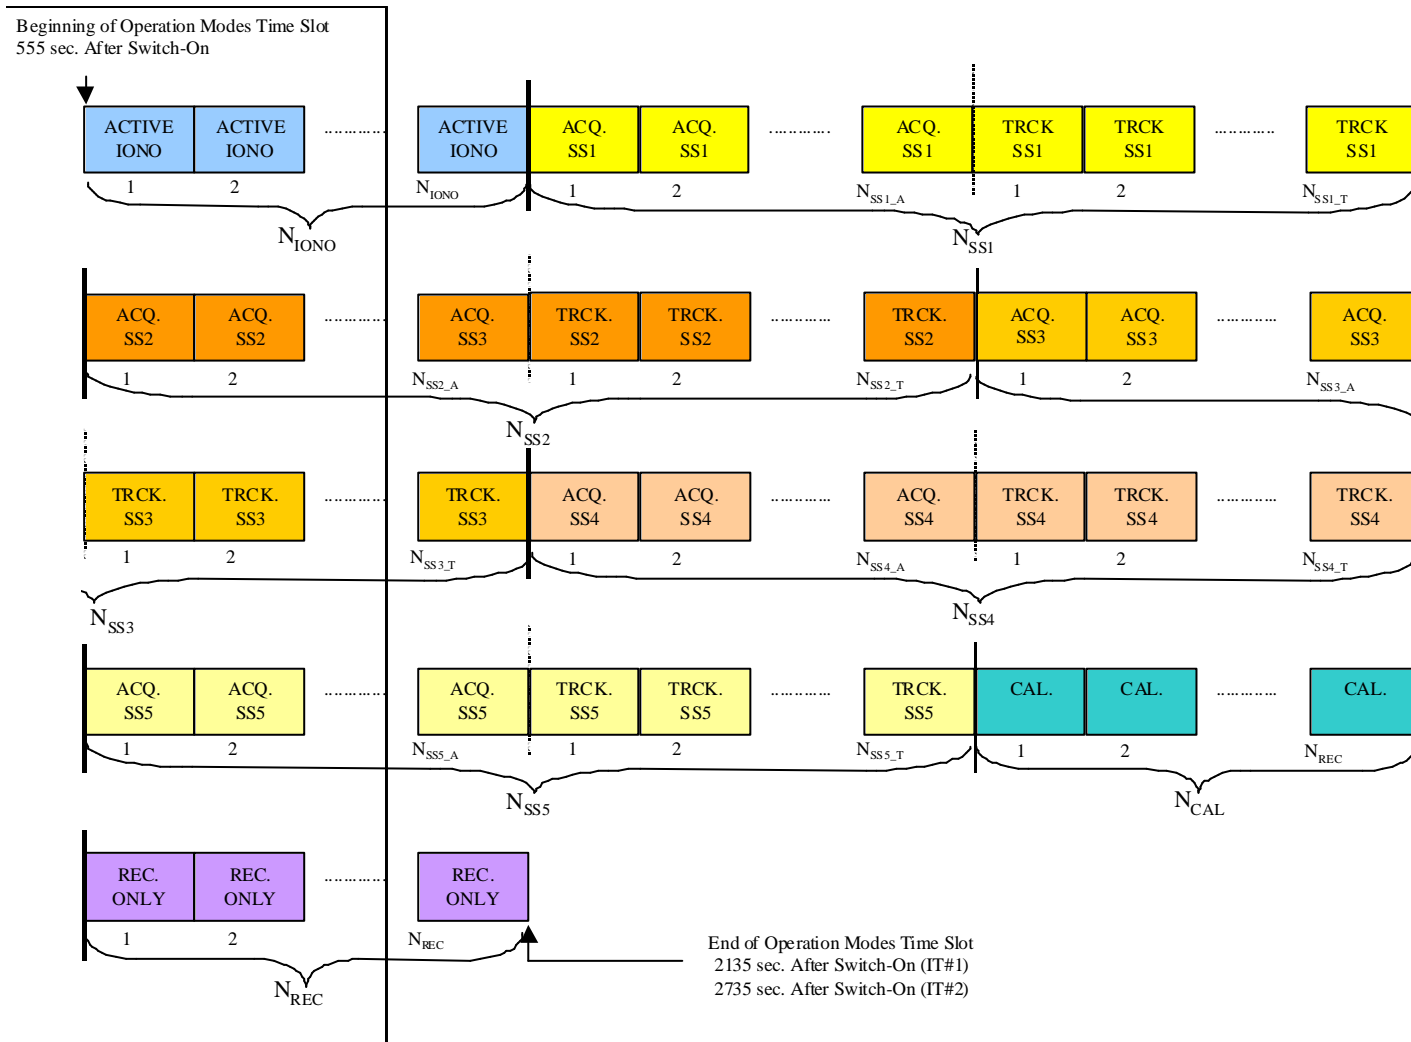 Beginning of Operation Modes Time Slot
555 sec. After Switch-On
ACTIVE IONO
ACTIVE IONO
............
ACTIVE IONO
ACQ. SS1
ACQ. SS1
............
ACQ. SS1
TRCK SS1
TRCK SS1
............
TRCK SS1
1 2 N_IONO 1 2 N_SS1_A 1 2 N_SS1_T
N_IONO N_SS1
ACQ. SS2
ACQ. SS2
............
ACQ. SS3
TRCK. SS2
TRCK. SS2
............
TRCK. SS2
ACQ. SS3
ACQ. SS3
............
ACQ. SS3
1 2 N_SS2_A 1 2 N_SS2_T 1 2 N_SS3_A
N_SS2
TRCK. SS3
TRCK. SS3
............
TRCK. SS3
ACQ. SS4
ACQ. SS4
............
ACQ. SS4
TRCK. SS4
TRCK. SS4
............
TRCK. SS4
1 2 N_SS3_T 1 2 N_SS4_A 1 2 N_SS4_T
N_SS3 N_SS4
ACQ. SS5
ACQ. SS5
............
ACQ. SS5
TRCK. SS5
TRCK. SS5
............
TRCK. SS5
CAL.
CAL.
............
CAL.
1 2 N_SS5_A 1 2 N_SS5_T 1 2 N_REC
N_SS5 N_CAL
REC. ONLY
REC. ONLY
............
REC. ONLY
1 2 N_REC
N_REC
End of Operation Modes Time Slot
2135 sec. After Switch-On (IT#1)
2735 sec. After Switch-On (IT#2)